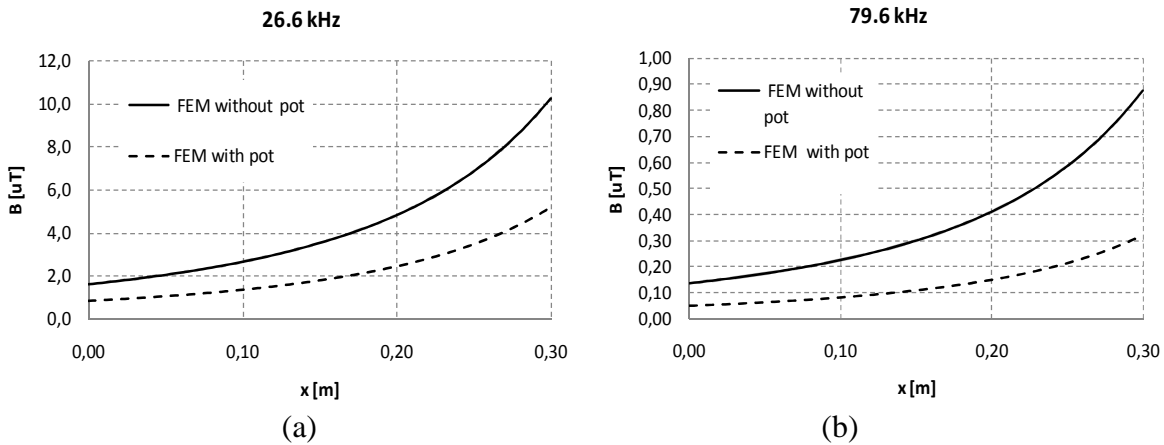 26.6 kHz
12,0
10,0
8,0
6,0
4,0
2,0
0,0
B [uT]
FEM without pot
FEM with pot
0,00 0,10 0,20 0,30
x [m]
(a)
79.6 kHz
1,00
0,90
0,80
0,70
0,60
0,50
0,40
0,30
0,20
0,10
0,00
B [uT]
FEM without
pot
FEM with pot
0,00 0,10 0,20 0,30
x [m]
(b)